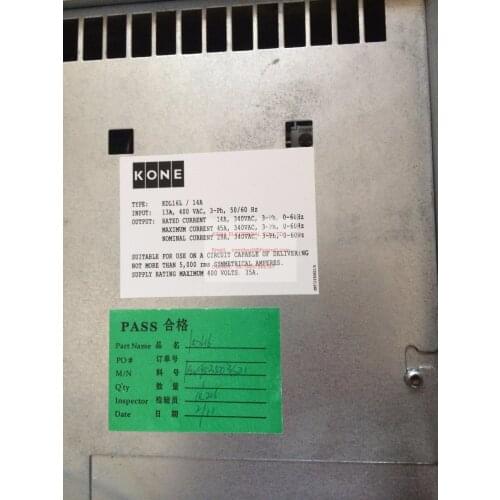 KONE
TYPE: KDL16L / 14A
INPUT: 13A, 400 VAC, 3-Ph, 50/60 Hz
OUTPUT: RATED CURRENT 14A, 340VAC, 3-Ph, 0-60Hz
MAXIMUM CURRENT 45A, 340VAC, 3-Ph, 0-60Hz
NOMINAL CURRENT 28A, 340VAC, 3-Ph, 0-60Hz
SUITABLE FOR USE ON A CIRCUIT CAPABLE OF DELIVERING
NOT MORE THAN 5,000 rms SIMMETRICAL AMPERES.
SUPPLY RATING MAXIMUM 400 VOLTS. 35A.
PASS 合格
Part Name 品 名
PO# 订单号
M/N 料 号
Q'ty 数 量
Inspector 检验员
Date 日 期